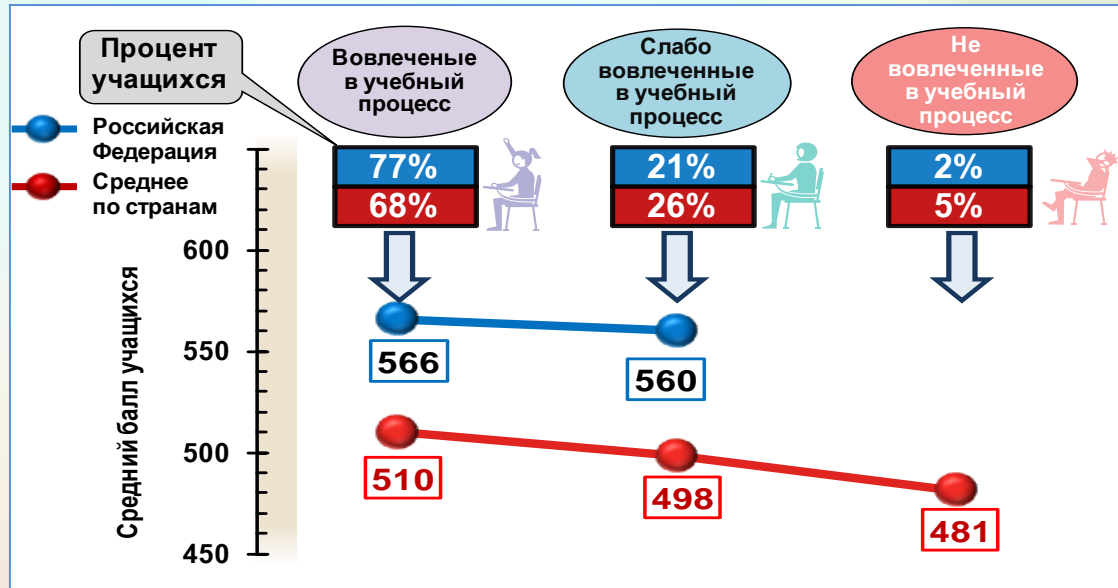 Процент
учащихся
Вовлеченые
в учебный
процесс
Слабо
вовлеченные
в учебный
процесс
Не
вовлеченные
в учебный
процесс
Российская
Федерация
Среднее
по странам
77%
68%
21%
26%
2%
5%
Средний балл учащихся
600
550
500
450
566
560
510
498
481